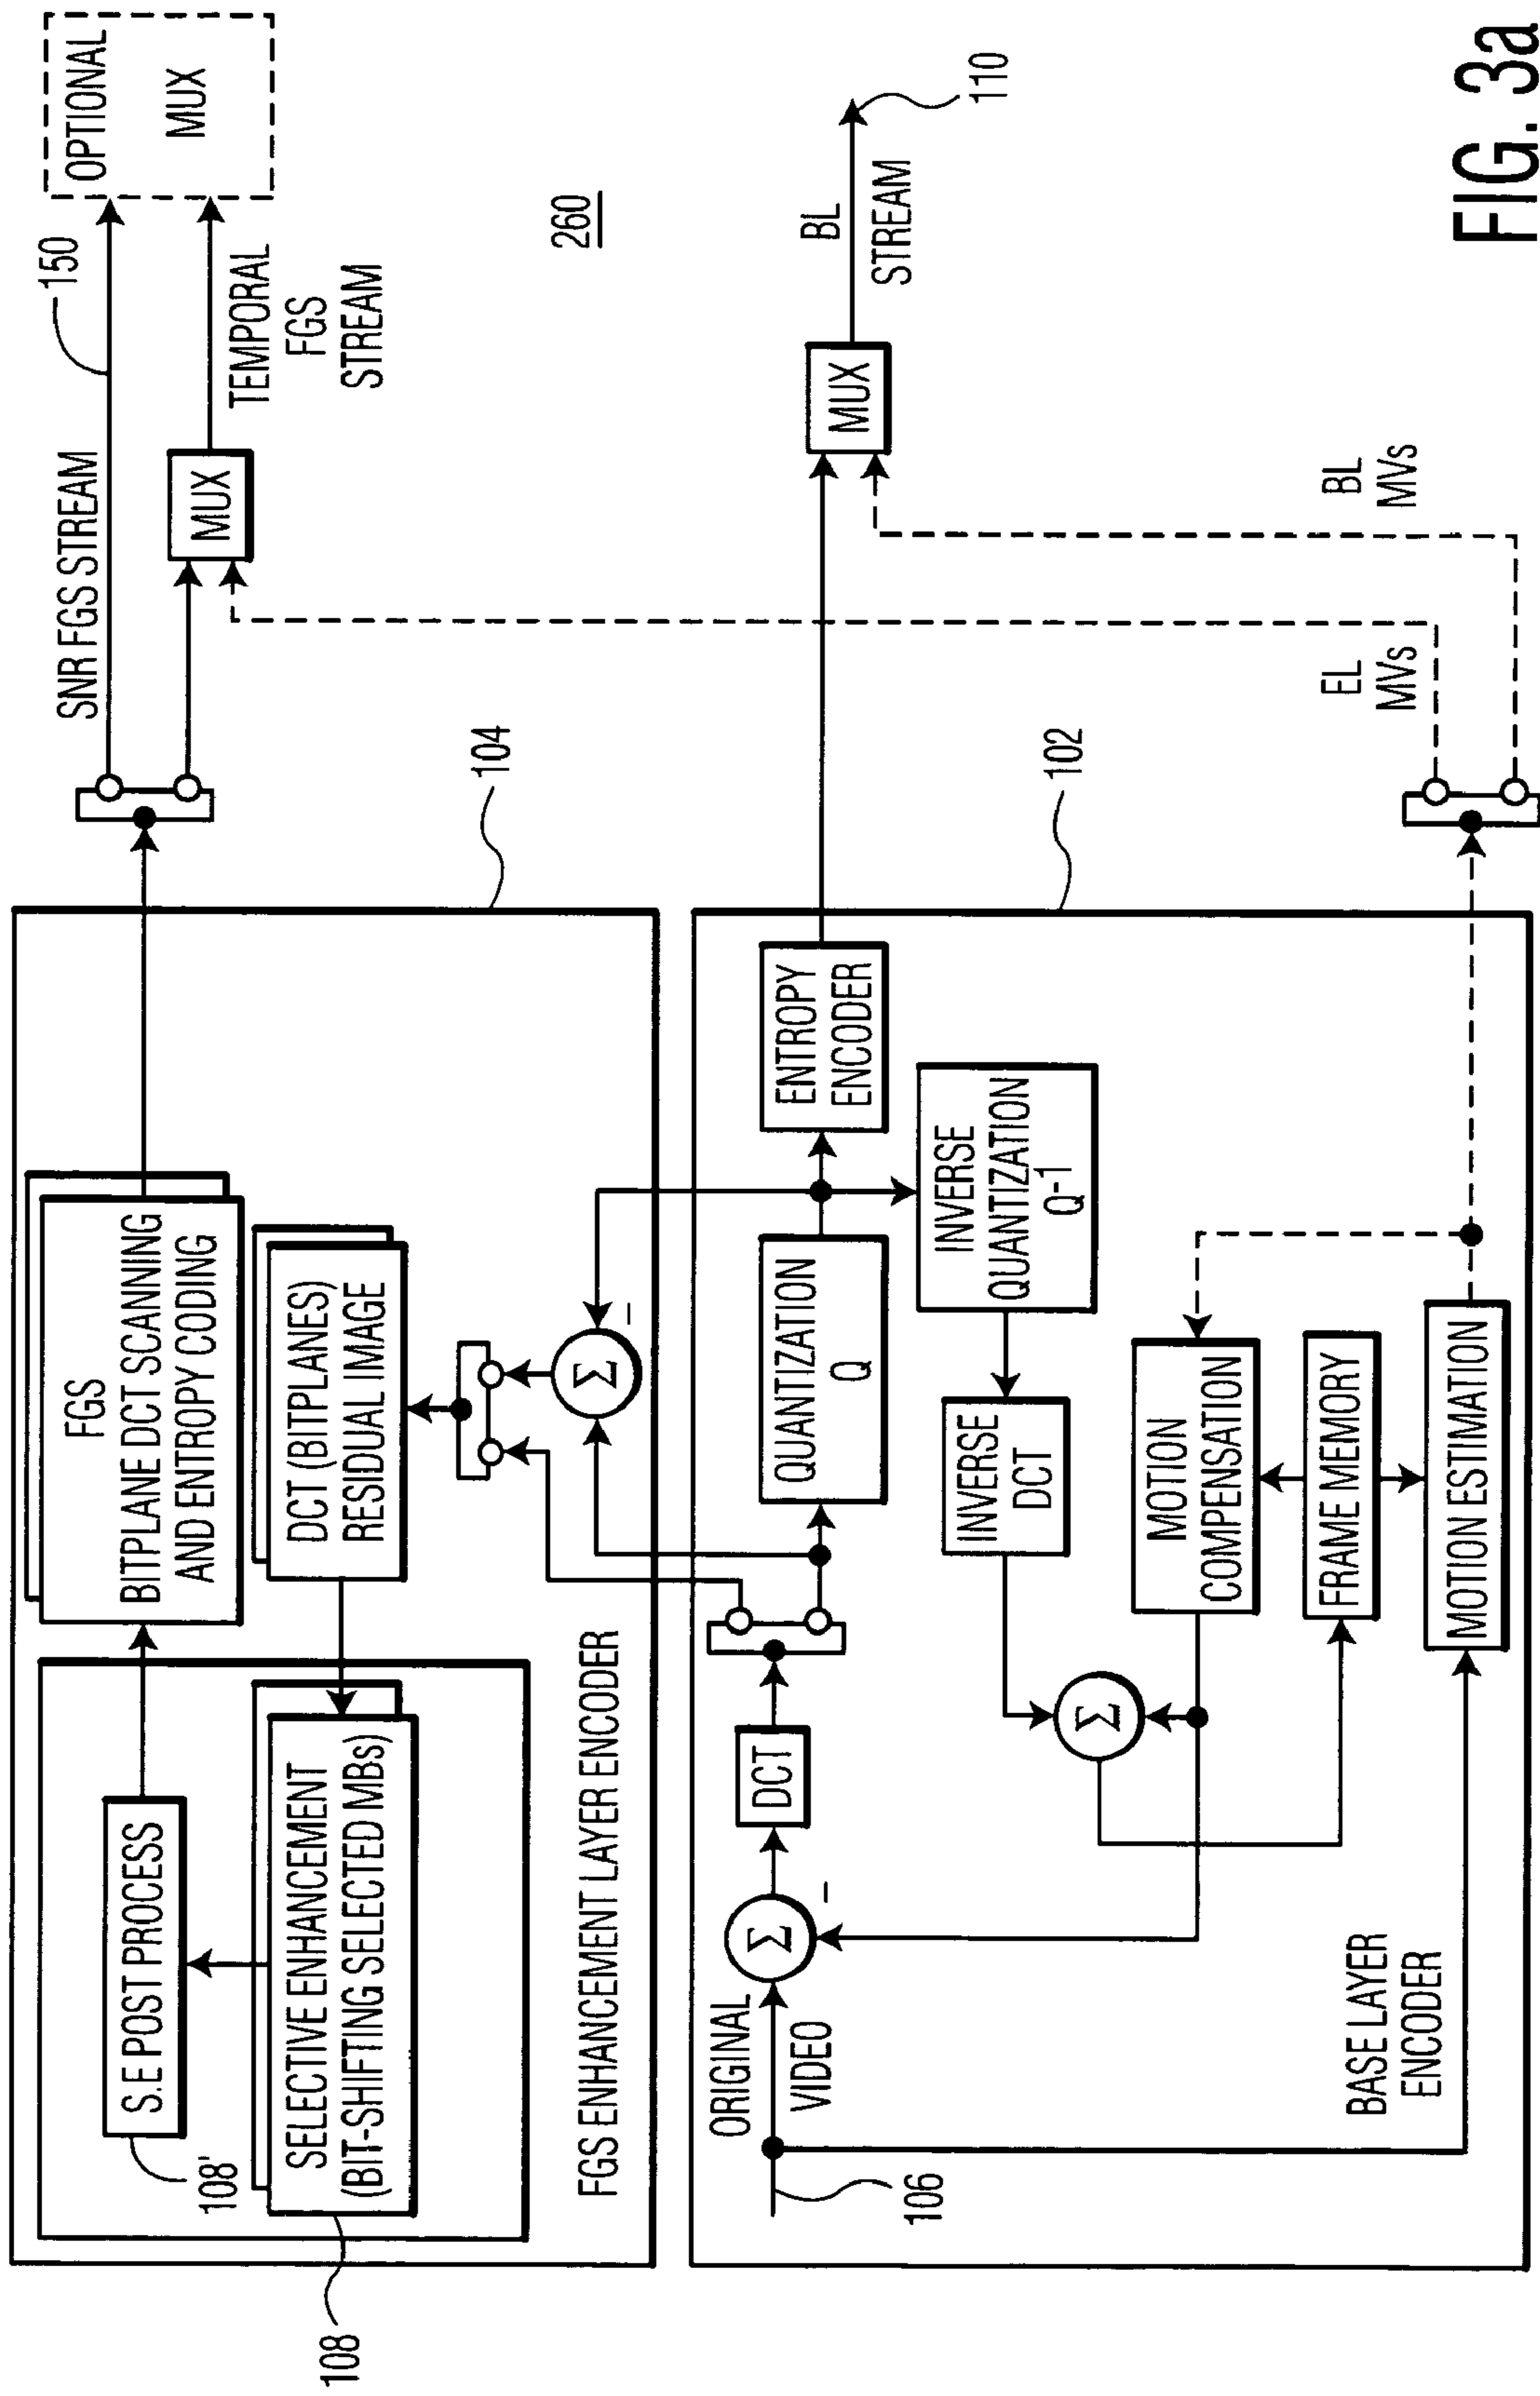 108'
S.E POST PROCESS
FGS
BITPLANE DCT SCANNING
AND ENTROPY CODING
SNR FGS STREAM
150
OPTIONAL
MUX
MUX
TEMPORAL
FGS
STREAM
108
SELECTIVE ENHANCEMENT
(BIT-SHIFTING SELECTED MBs)
DCT (BITPLANES)
RESIDUAL IMAGE
104
Σ
−
FGS ENHANCEMENT LAYER ENCODER
260
106
ORIGINAL
VIDEO
Σ
−
DCT
QUANTIZATION
Q
ENTROPY
ENCODER
MUX
BL
STREAM
110
INVERSE
QUANTIZATION
Q-1
INVERSE
DCT
102
Σ
MOTION
COMPENSATION
FRAME MEMORY
MOTION ESTIMATION
BASE LAYER
ENCODER
EL
MVs
BL
MVs
FIG. 3a